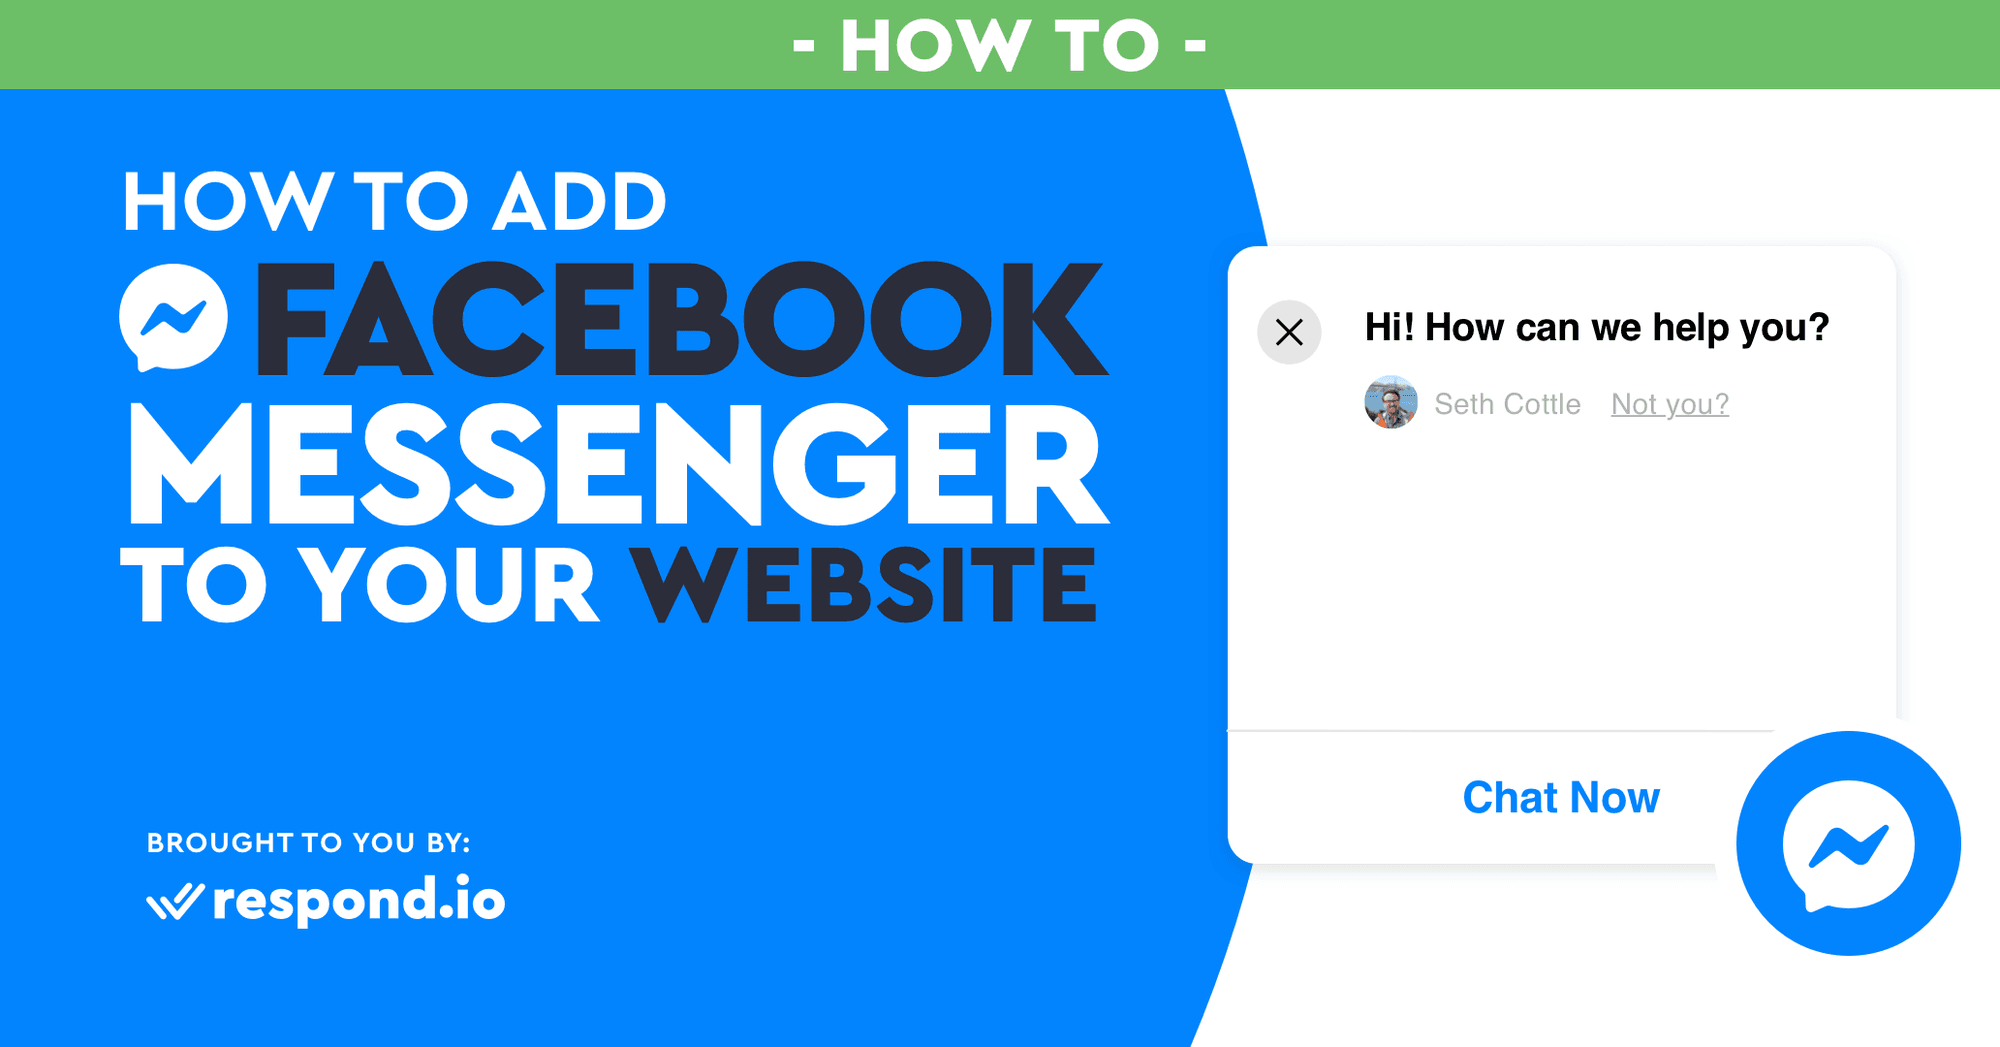 - HOW TO -
HOW TO ADD
FACEBOOK
MESSENGER
TO YOUR WEBSITE
BROUGHT TO YOU BY:
respond.io
Hi! How can we help you?
Seth Cottle Not you?
Chat Now